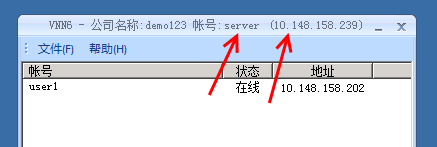 VNN6 - 公司名称:demo123 帐号:server (10.148.158.239)
文件(F) 帮助(H)
帐号 状态 地址
user1 在线 10.148.158.202